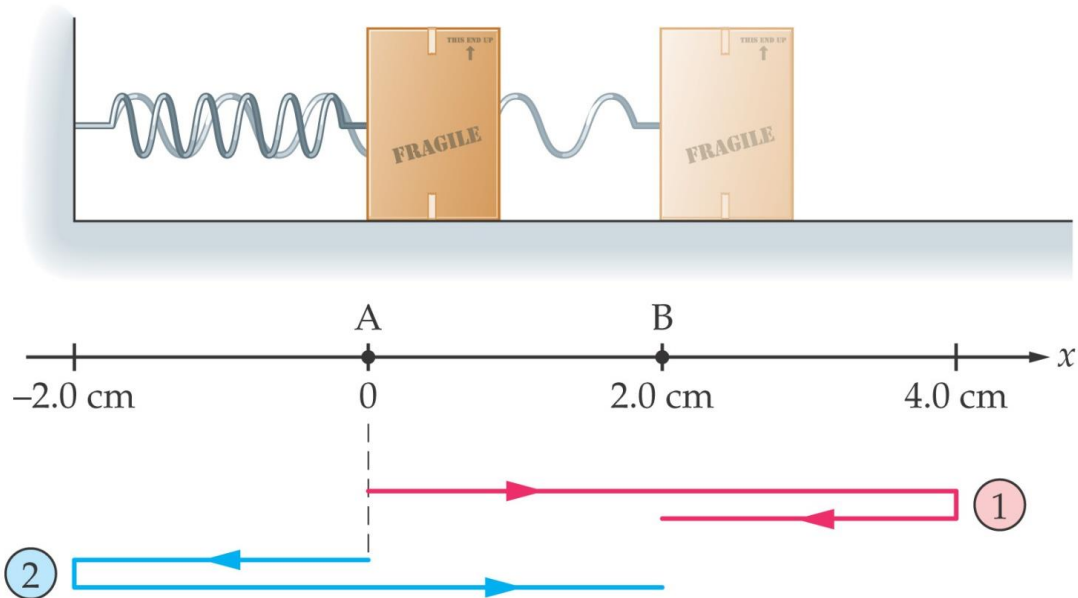 THIS END UP
THIS END UP
FRAGILE
FRAGILE
A
B
x
–2.0 cm
0
2.0 cm
4.0 cm
1
2